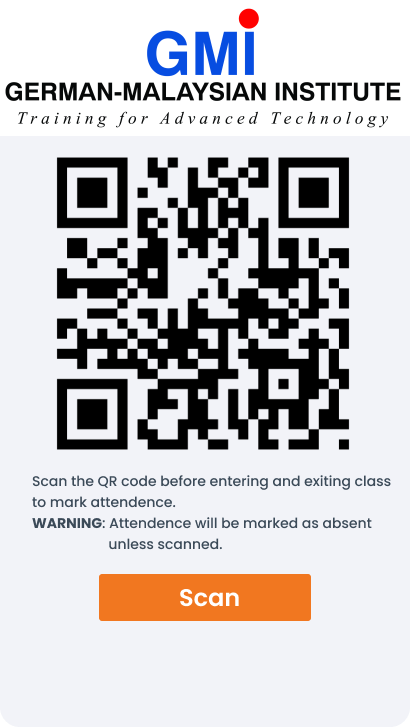 GMI
GERMAN-MALAYSIAN INSTITUTE
Training for Advanced Technology
Scan the QR code before entering and exiting class
to mark attendence.
WARNING: Attendence will be marked as absent
unless scanned.
Scan